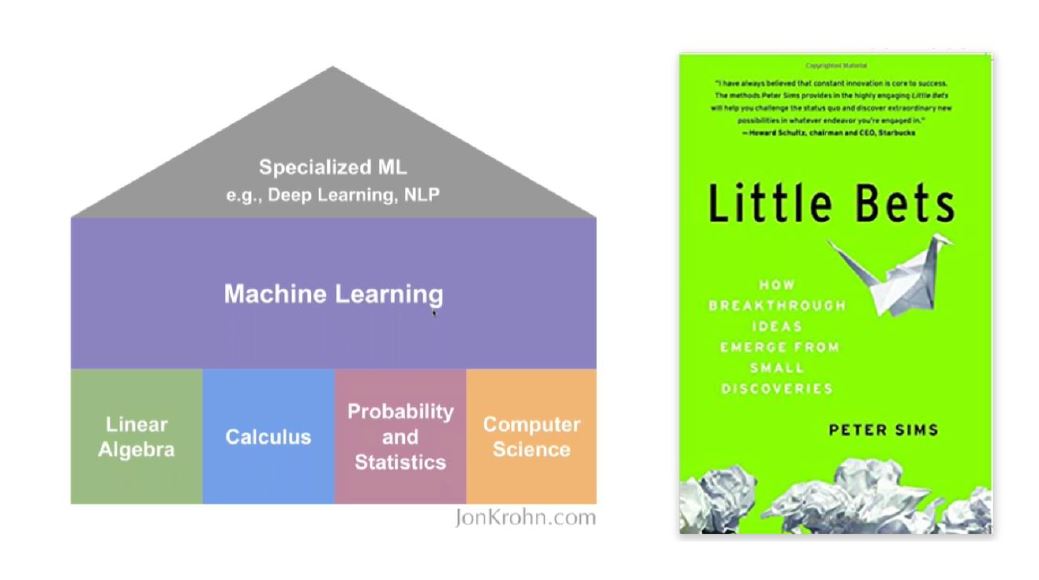 Specialized ML
e.g., Deep Learning, NLP
Machine Learning
Linear
Algebra
Calculus
Probability
and
Statistics
Computer
Science
JonKrohn.com
Copyrighted Material
"I have always believed that constant innovation is core to success.
The methods Peter Sims provides in the highly engaging Little Bets
will help you challenge the status quo and discover extraordinary new
possibilities in whatever endeavor you're engaged in."
—Howard Schultz, chairman and CEO, Starbucks
Little Bets
HOW
BREAKTHROUGH
IDEAS
EMERGE FROM
SMALL
DISCOVERIES
PETER SIMS